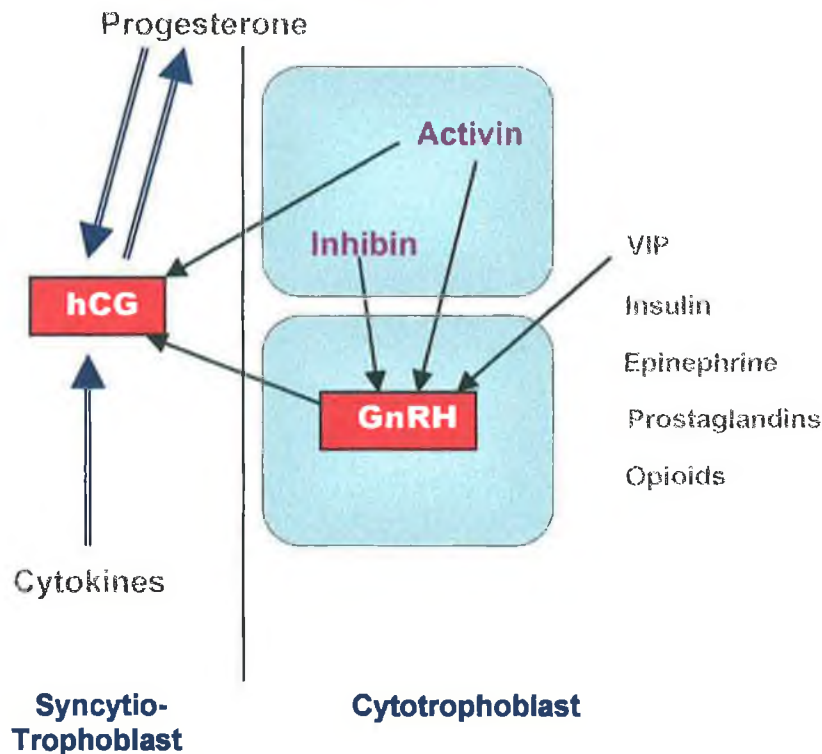 Progesterone
Activin
Inhibin
VIP
hCG
Insulin
Epinephrine
GnRH
Prostaglandins
Opioids
Cytokines
Syncytio-
Trophoblast
Cytotrophoblast